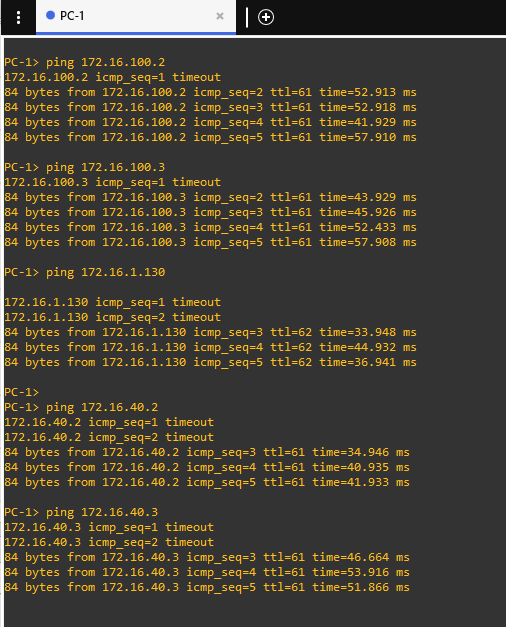 PC-1
PC-1> ping 172.16.100.2
172.16.100.2 icmp_seq=1 timeout
84 bytes from 172.16.100.2 icmp_seq=2 ttl=61 time=52.913 ms
84 bytes from 172.16.100.2 icmp_seq=3 ttl=61 time=52.918 ms
84 bytes from 172.16.100.2 icmp_seq=4 ttl=61 time=41.929 ms
84 bytes from 172.16.100.2 icmp_seq=5 ttl=61 time=57.910 ms
PC-1> ping 172.16.100.3
172.16.100.3 icmp_seq=1 timeout
84 bytes from 172.16.100.3 icmp_seq=2 ttl=61 time=43.929 ms
84 bytes from 172.16.100.3 icmp_seq=3 ttl=61 time=45.926 ms
84 bytes from 172.16.100.3 icmp_seq=4 ttl=61 time=52.433 ms
84 bytes from 172.16.100.3 icmp_seq=5 ttl=61 time=57.908 ms
PC-1> ping 172.16.1.130
172.16.1.130 icmp_seq=1 timeout
172.16.1.130 icmp_seq=2 timeout
84 bytes from 172.16.1.130 icmp_seq=3 ttl=62 time=33.948 ms
84 bytes from 172.16.1.130 icmp_seq=4 ttl=62 time=44.932 ms
84 bytes from 172.16.1.130 icmp_seq=5 ttl=62 time=36.941 ms
PC-1>
PC-1> ping 172.16.40.2
172.16.40.2 icmp_seq=1 timeout
172.16.40.2 icmp_seq=2 timeout
84 bytes from 172.16.40.2 icmp_seq=3 ttl=61 time=34.946 ms
84 bytes from 172.16.40.2 icmp_seq=4 ttl=61 time=40.935 ms
84 bytes from 172.16.40.2 icmp_seq=5 ttl=61 time=41.933 ms
PC-1> ping 172.16.40.3
172.16.40.3 icmp_seq=1 timeout
172.16.40.3 icmp_seq=2 timeout
84 bytes from 172.16.40.3 icmp_seq=3 ttl=61 time=46.664 ms
84 bytes from 172.16.40.3 icmp_seq=4 ttl=61 time=53.916 ms
84 bytes from 172.16.40.3 icmp_seq=5 ttl=61 time=51.866 ms